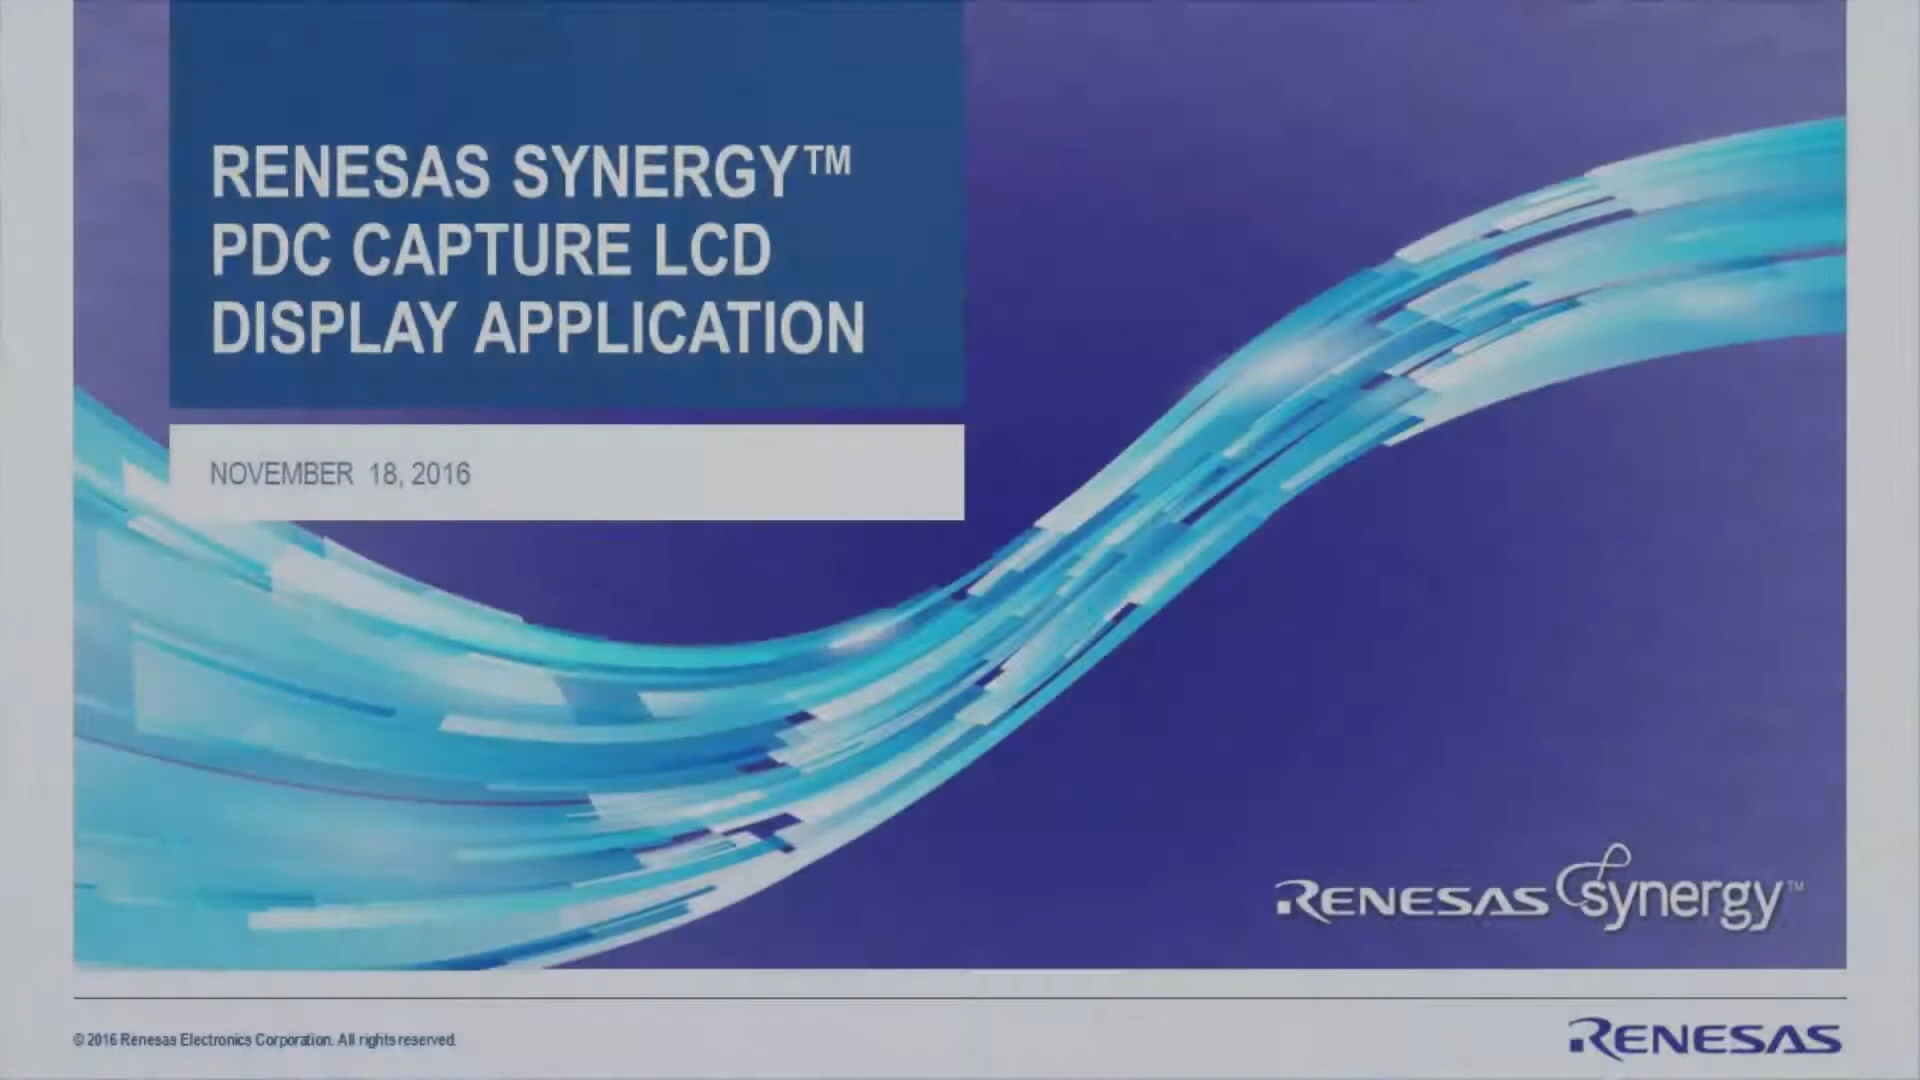 RENESAS SYNERGY™
PDC CAPTURE LCD
DISPLAY APPLICATION
NOVEMBER 18, 2016
RENESAS synergy™
© 2016 Renesas Electronics Corporation. All rights reserved.
RENESAS